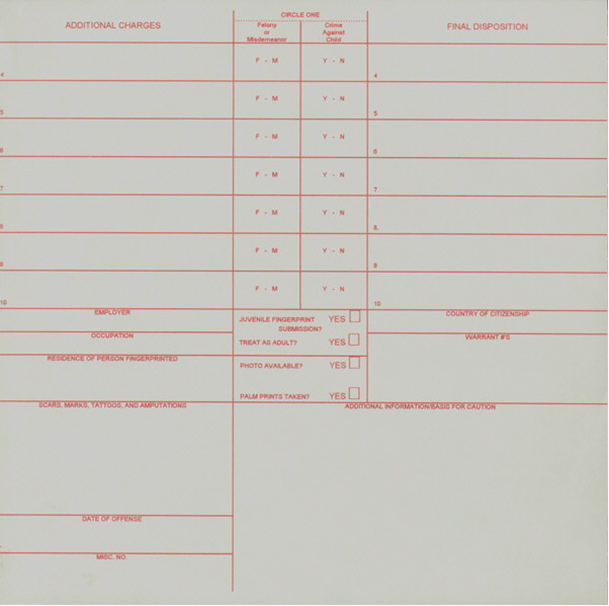 ADDITIONAL CHARGES
CIRCLE ONE
Felony
or
Misdemeanor
Crime
Against
Child
FINAL DISPOSITION
4
F - M
Y - N
4
5
F - M
Y - N
5
6
F - M
Y - N
6
7
F - M
Y - N
7
8
F - M
Y - N
8.
9
F - M
Y - N
9
10
F - M
Y - N
10
EMPLOYER
OCCUPATION
RESIDENCE OF PERSON FINGERPRINTED
JUVENILE FINGERPRINT
SUBMISSION?
YES
TREAT AS ADULT?
YES
PHOTO AVAILABLE?
YES
PALM PRINTS TAKEN?
YES
COUNTRY OF CITIZENSHIP
WARRANT #'S
SCARS, MARKS, TATTOOS, AND AMPUTATIONS
ADDITIONAL INFORMATION/BASIS FOR CAUTION
DATE OF OFFENSE
MISC. NO.